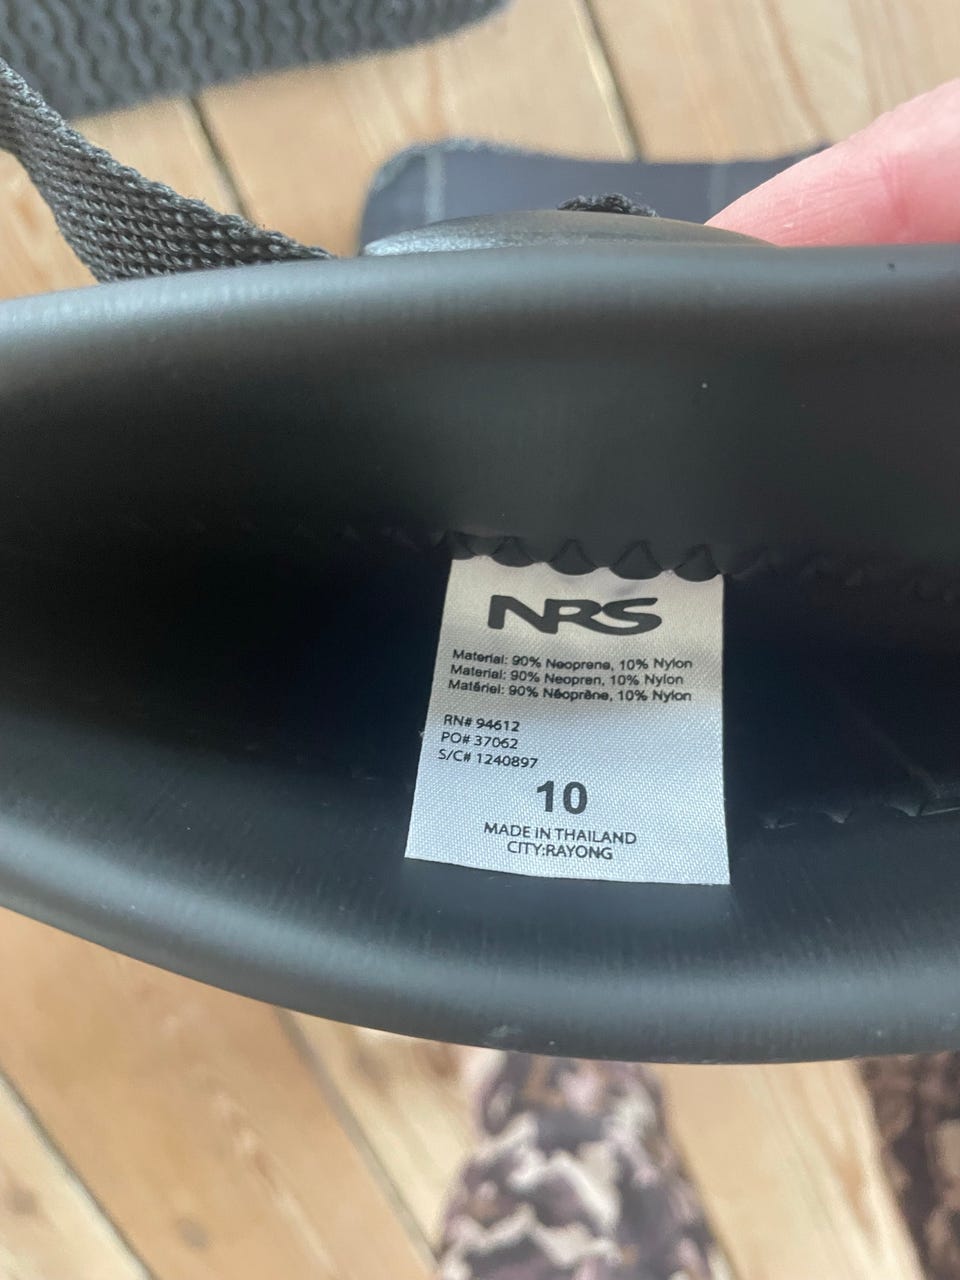 NRS
Material: 90% Neoprene, 10% Nylon
Material: 90% Neopren, 10% Nylon
Matériel: 90% Néoprène, 10% Nylon
RN# 94612
PO# 37062
S/C# 1240897
10
MADE IN THAILAND
CITY:RAYONG